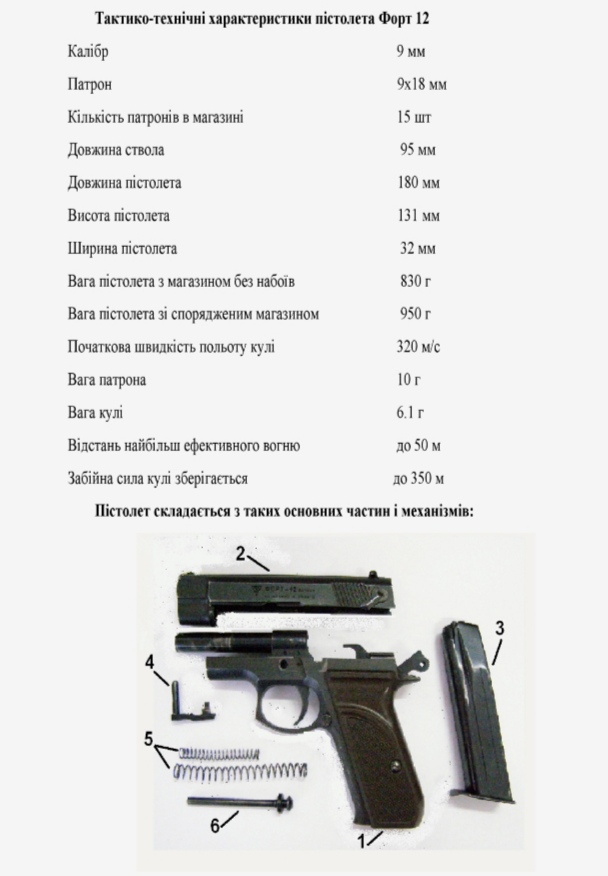 Тактико-технічні характеристики пістолета Форт 12
Калібр 9 мм
Патрон 9х18 мм
Кількість патронів в магазині 15 шт
Довжина ствола 95 мм
Довжина пістолета 180 мм
Висота пістолета 131 мм
Ширина пістолета 32 мм
Вага пістолета з магазином без набоїв 830 г
Вага пістолета зі спорядженим магазином 950 г
Початкова швидкість польоту кулі 320 м/с
Вага патрона 10 г
Вага кулі 6.1 г
Відстань найбільш ефективного вогню до 50 м
Забійна сила кулі зберігається до 350 м
Пістолет складається з таких основних частин і механізмів:
2
3
4
5
6
1